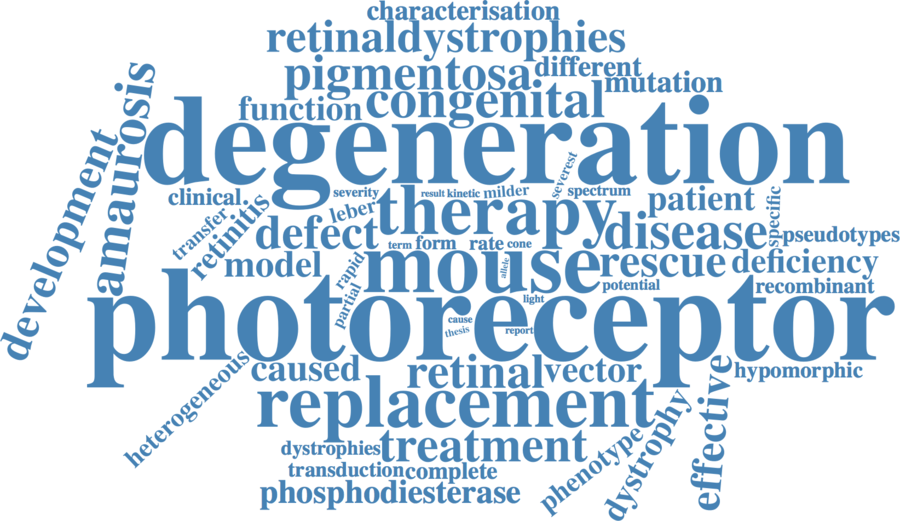 characterisation
retinaldystrophies
pigmentosa different
mutation
function congenital
amaurosis
degeneration
development
clinical. severity result kinetic milder severest spectrum patient specific
transfer retinitis leber therapy
defect term form rate cone disease pseudotypes
model rapid mouse allele rescue deficiency
partial potential recombinant
light
photoreceptor
cause
thesis report
heterogeneous caused retinal vector effective hypomorphic
replacement
dystrophies treatment phenotype dystrophy
transduction complete
phosphodiesterase